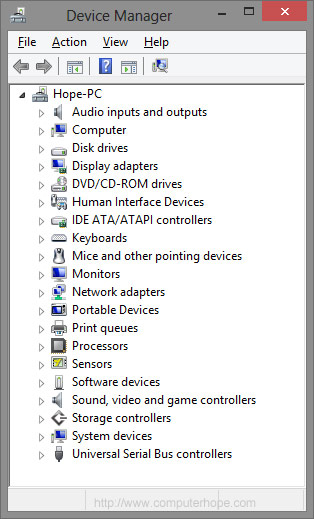 Device Manager
File Action View Help
Hope-PC
Audio inputs and outputs
Computer
Disk drives
Display adapters
DVD/CD-ROM drives
Human Interface Devices
IDE ATA/ATAPI controllers
Keyboards
Mice and other pointing devices
Monitors
Network adapters
Portable Devices
Print queues
Processors
Sensors
Software devices
Sound, video and game controllers
Storage controllers
System devices
Universal Serial Bus controllers
http://www.computerhope.com